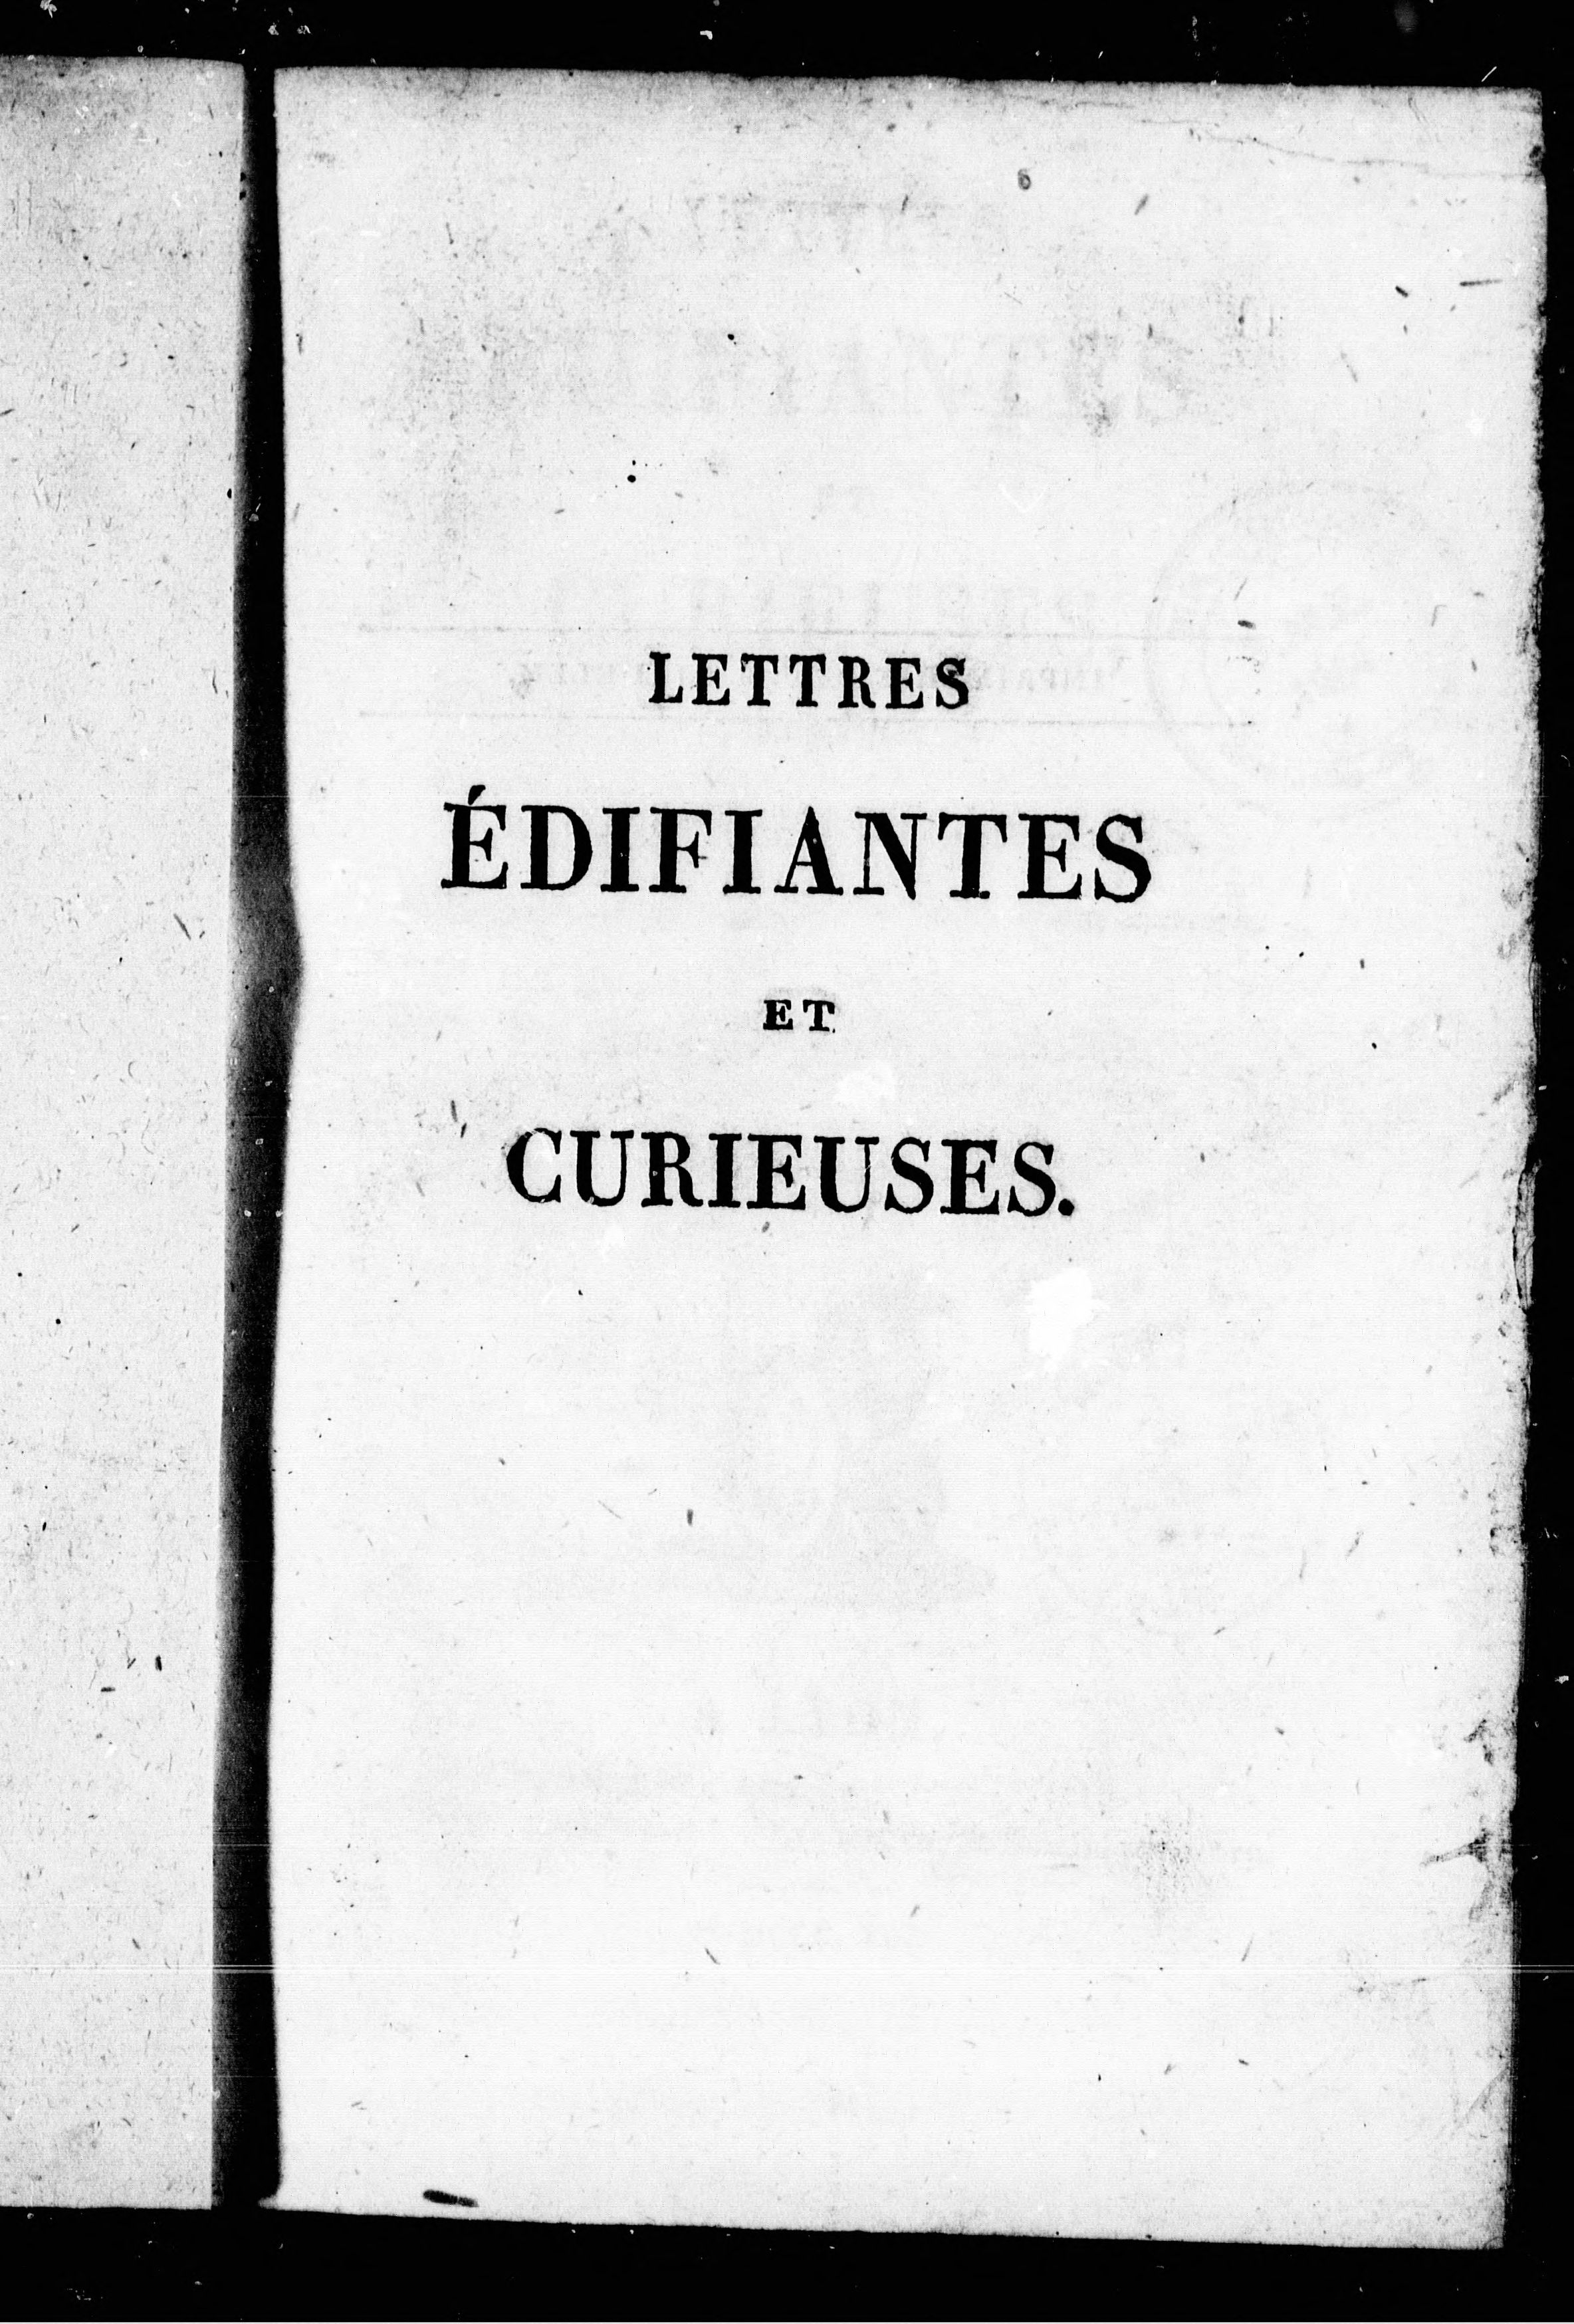 LETTRES
ÉDIFIANTES
ET
CURIEUSES.